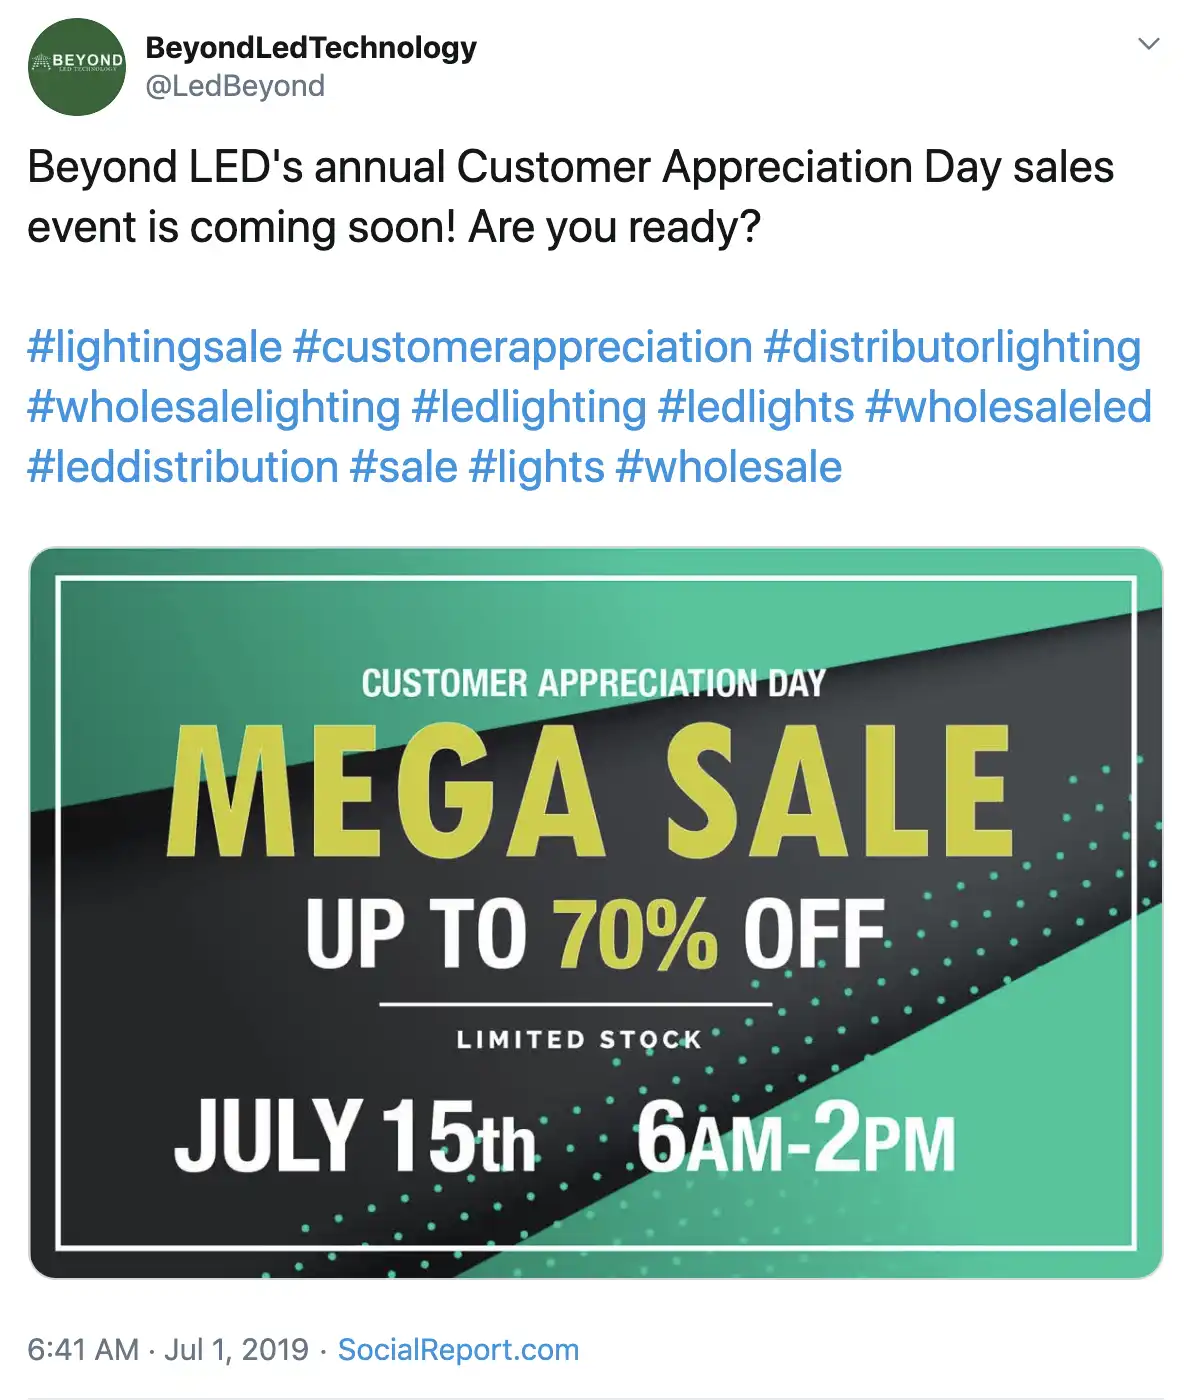 BEYOND
LED TECHNOLOGY
BeyondLedTechnology
@LedBeyond
Beyond LED's annual Customer Appreciation Day sales
event is coming soon! Are you ready?
#lightingsale #customerappreciation #distributorlighting
#wholesalelighting #ledlighting #ledlights #wholesaleled
#leddistribution #sale #lights #wholesale
CUSTOMER APPRECIATION DAY
MEGA SALE
UP TO 70% OFF
LIMITED STOCK
JULY 15th 6AM-2PM
6:41 AM · Jul 1, 2019 · SocialReport.com